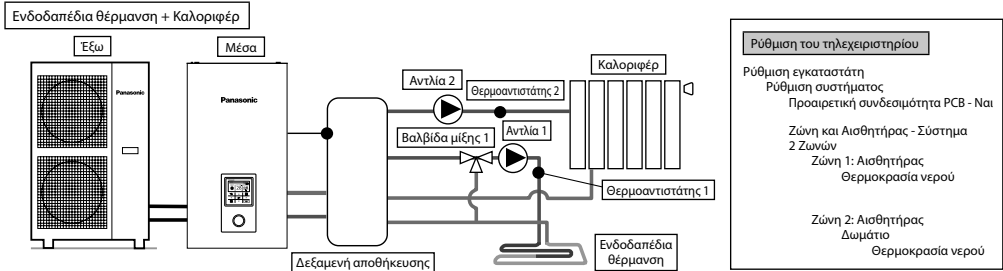 Ενδοδαπέδια θέρμανση + Καλοριφέρ
Έξω
Μέσα
Panasonic
Panasonic
Αντλία 2
Θερμοαντιστάτης 2
Καλοριφέρ
Βαλβίδα μίξης 1
Αντλία 1
Θερμοαντιστάτης 1
Ενδοδαπέδια
θέρμανση
Δεξαμενή αποθήκευσης
Ρύθμιση του τηλεχειριστηρίου
Ρύθμιση εγκαταστάτη
Ρύθμιση συστήματος
Προαιρετική συνδεσιμότητα PCB - Ναι
Ζώνη και Αισθητήρας - Σύστημα
2 Ζωνών
Ζώνη 1: Αισθητήρας
Θερμοκρασία νερού
Ζώνη 2: Αισθητήρας
Δωμάτιο
Θερμοκρασία νερού